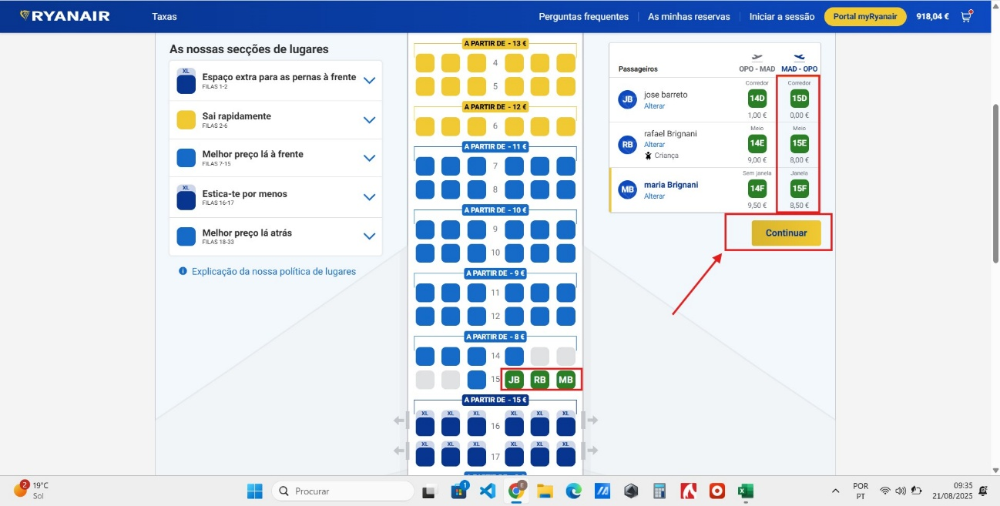 RYANAIR
Taxas
Perguntas frequentes
As minhas reservas
Iniciar a sessão
Portal myRyanair
918,04 €
As nossas secções de lugares
XL
Espaço extra para as pernas à frente
FILAS 1-2
Sai rapidamente
FILAS 2-6
Melhor preço lá à frente
FILAS 7-15
XL
Estica-te por menos
FILAS 16-17
Melhor preço lá atrás
FILAS 18-33
Explicação da nossa política de lugares
A PARTIR DE - 13 €
4
5
A PARTIR DE - 12 €
6
A PARTIR DE - 11 €
7
8
A PARTIR DE - 10 €
9
10
A PARTIR DE - 9 €
11
12
A PARTIR DE - 8 €
14
15 JB RB MB
A PARTIR DE - 15 €
XL XL XL XL XL XL
16
XL XL XL XL XL XL
17
Passageiros
OPO - MAD MAD - OPO
Corredor Corredor
JB jose barreto 14D 15D
Alterar
1,00 € 0,00 €
Meio Meio
RB rafael Brignani 14E 15E
Alterar
Criança
9,00 € 8,00 €
Sem janela Janela
MB maria Brignani 14F 15F
Alterar
9,50 € 8,50 €
Continuar
2
19°C
Sol
Procurar
1
E
POR
PT
09:35
21/08/2025